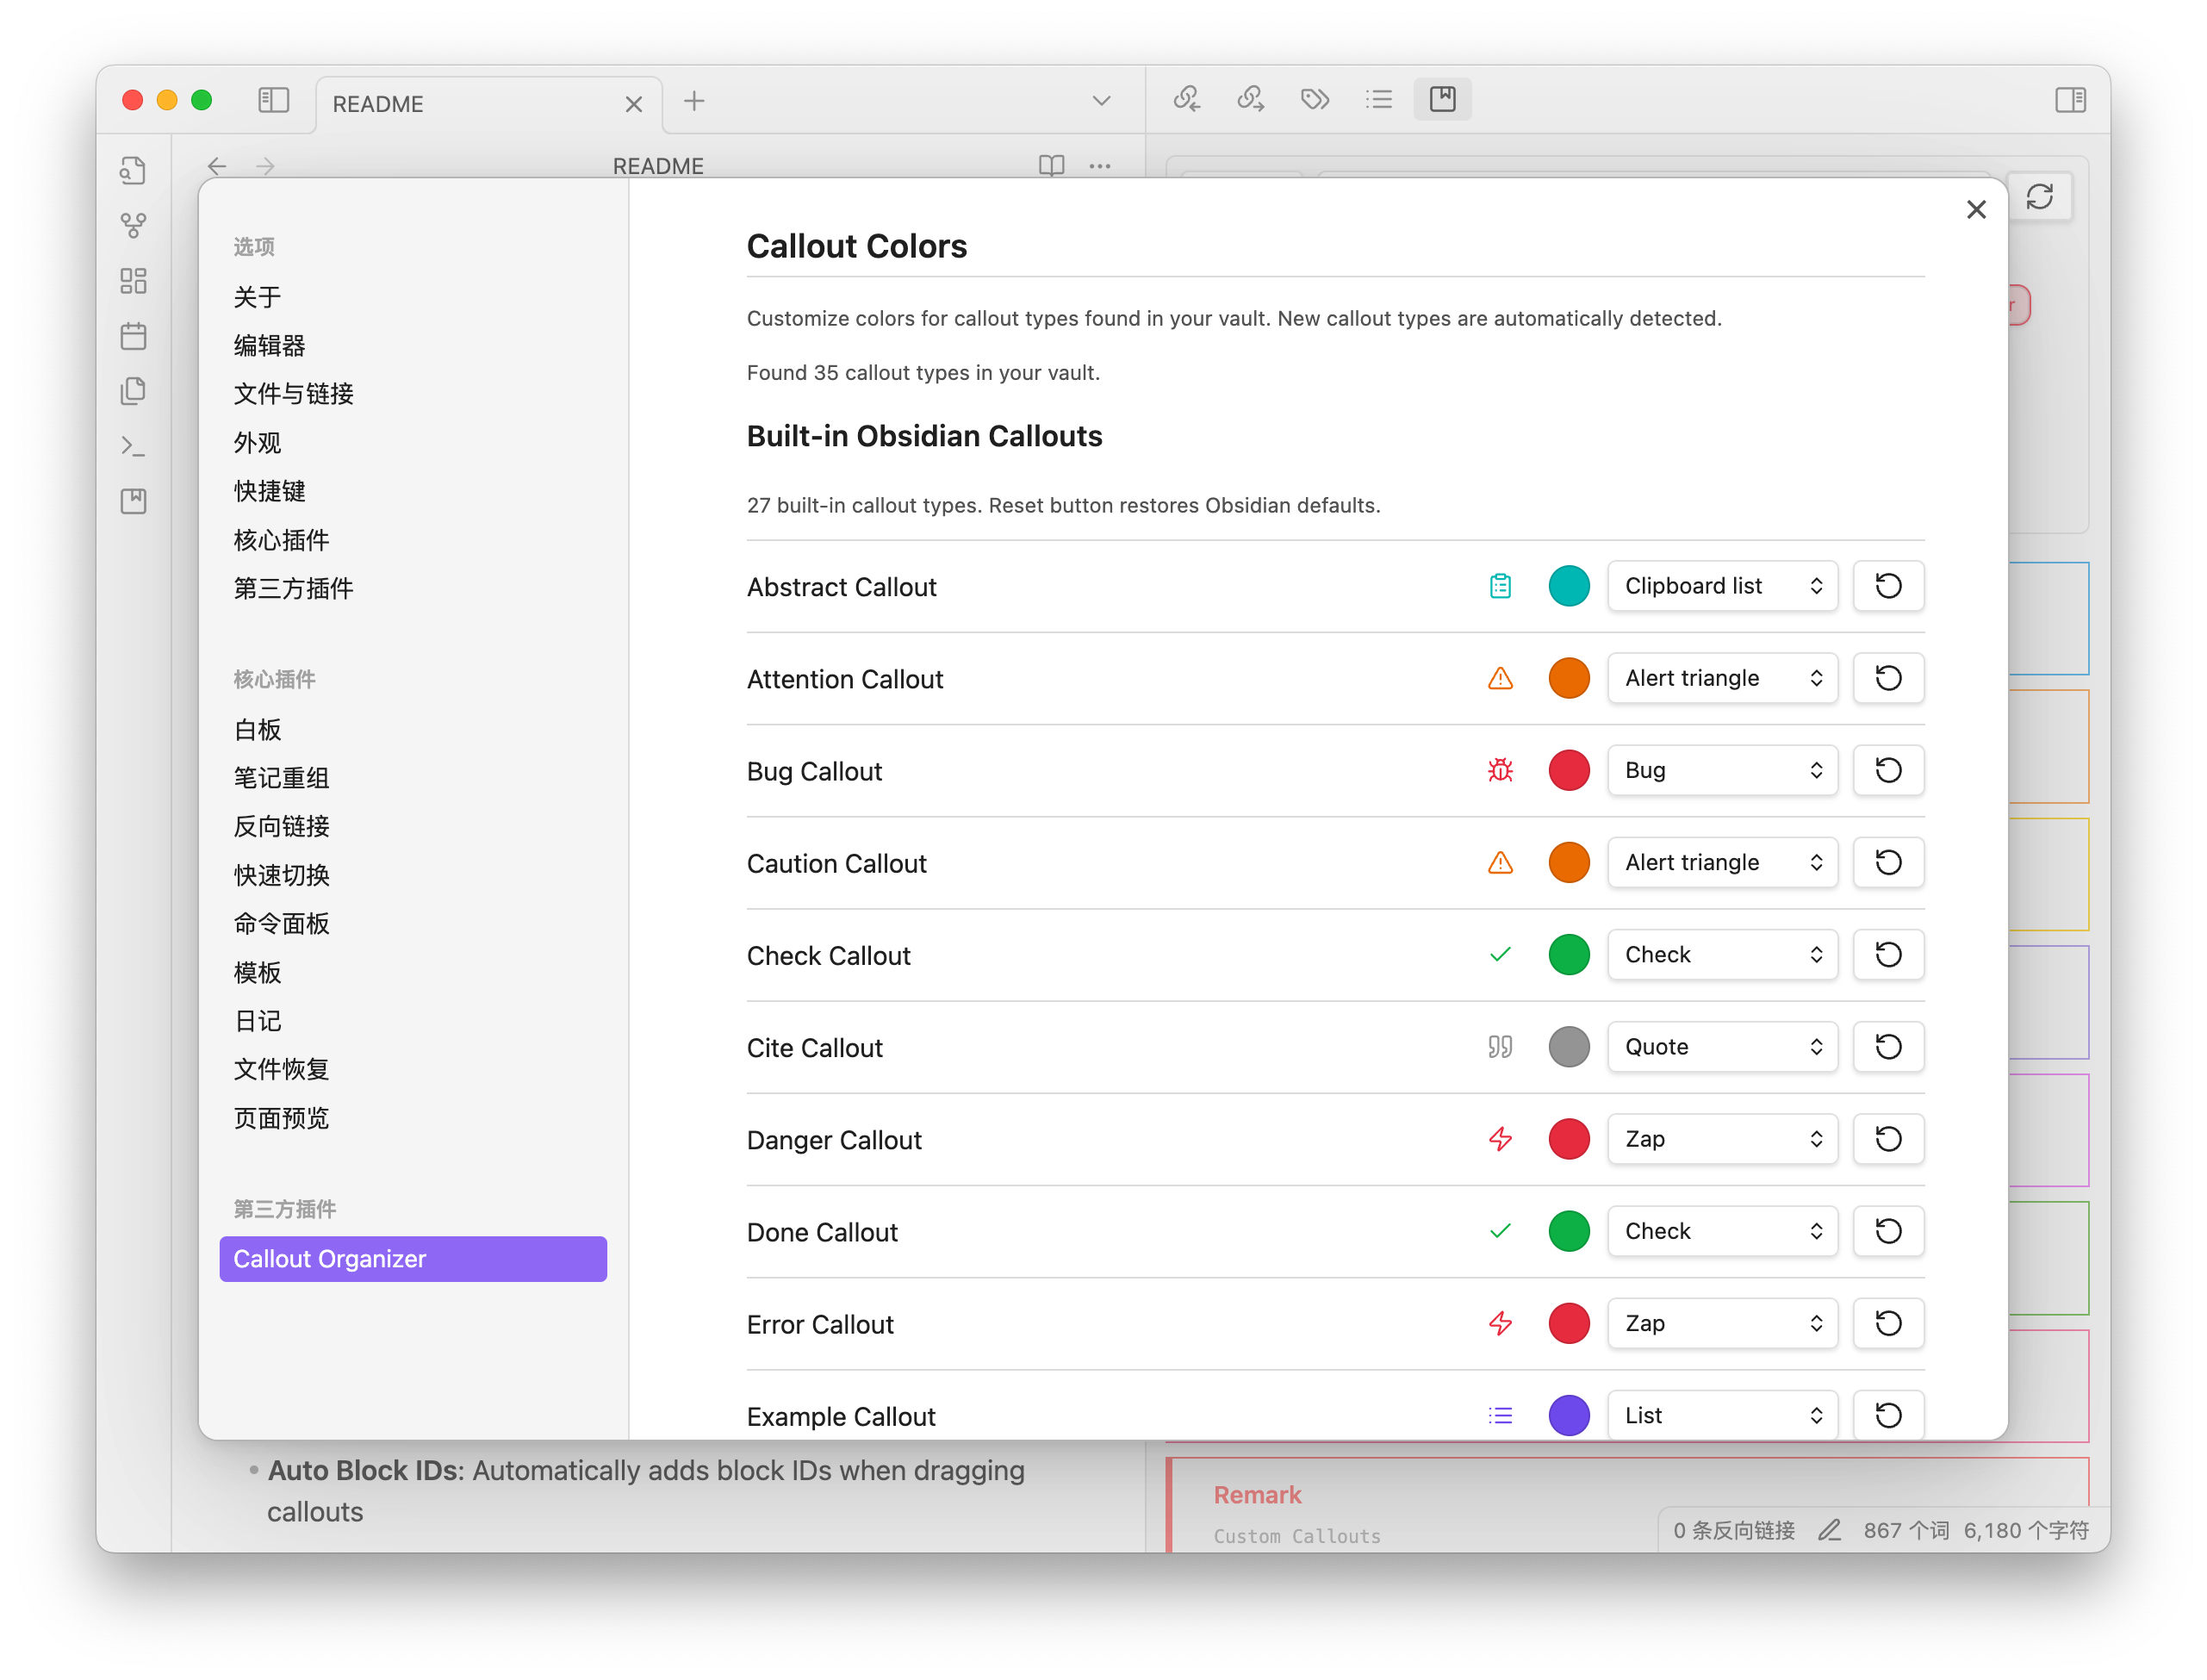 README
README
选项
关于
编辑器
文件与链接
外观
快捷键
核心插件
第三方插件
核心插件
白板
笔记重组
反向链接
快速切换
命令面板
模板
日记
文件恢复
页面预览
第三方插件
Callout Organizer
Callout Colors
Customize colors for callout types found in your vault. New callout types are automatically detected.
Found 35 callout types in your vault.
Built-in Obsidian Callouts
27 built-in callout types. Reset button restores Obsidian defaults.
Abstract Callout
Clipboard list
Attention Callout
Alert triangle
Bug Callout
Bug
Caution Callout
Alert triangle
Check Callout
Check
Cite Callout
Quote
Danger Callout
Zap
Done Callout
Check
Error Callout
Zap
Example Callout
List
Auto Block IDs: Automatically adds block IDs when dragging
callouts
Remark
Custom Callouts
0 条反向链接 867 个词 6,180 个字符